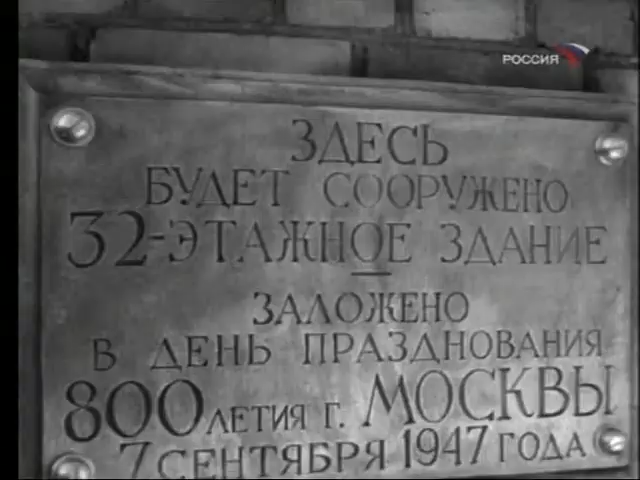 РОССИЯ
ЗДЕСЬ
БУДЕТ СООРУЖЕНО
32-ЭТАЖНОЕ ЗДАНИЕ
ЗАЛОЖЕНО
В ДЕНЬ ПРАЗДНОВАНИЯ
800ЛЕТИЯ Г. МОСКВЫ
7 СЕНТЯБРЯ 1947 ГОДА